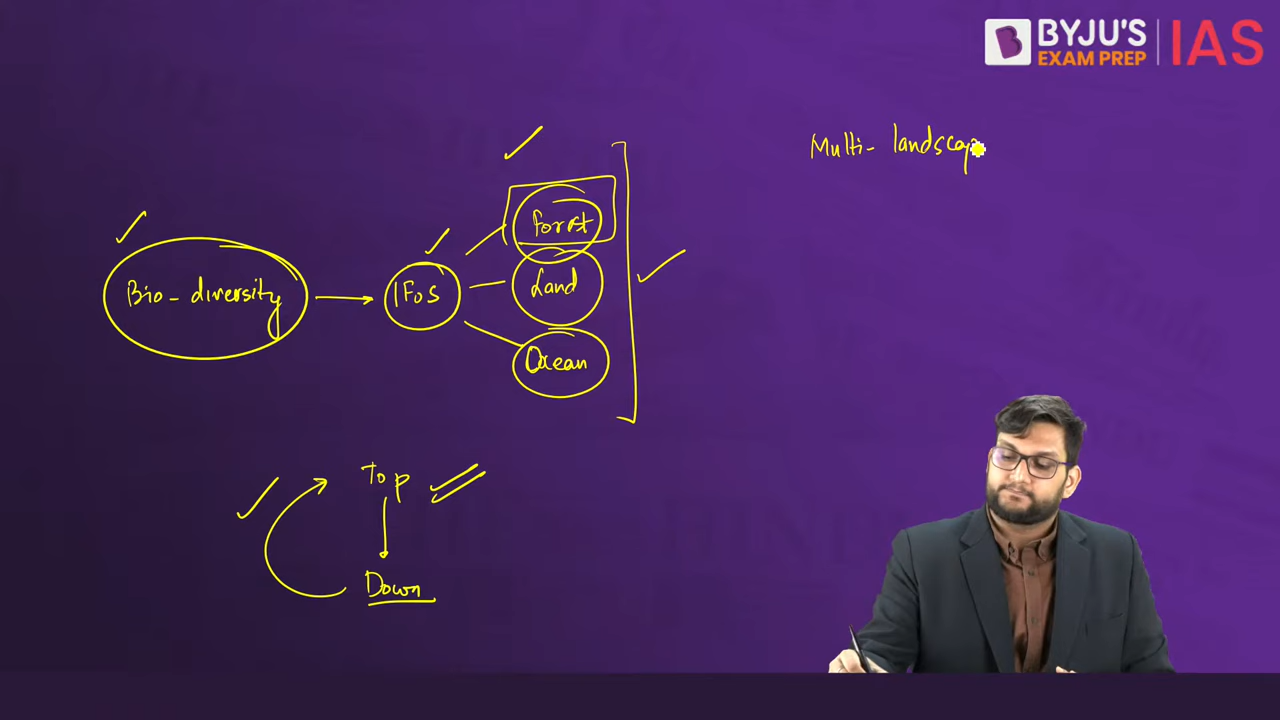 BYJU'S
EXAM PREP
IAS
Multi- landscap
Forest
Bio - diversity
IFoS
Land
Ocean
Top
Down